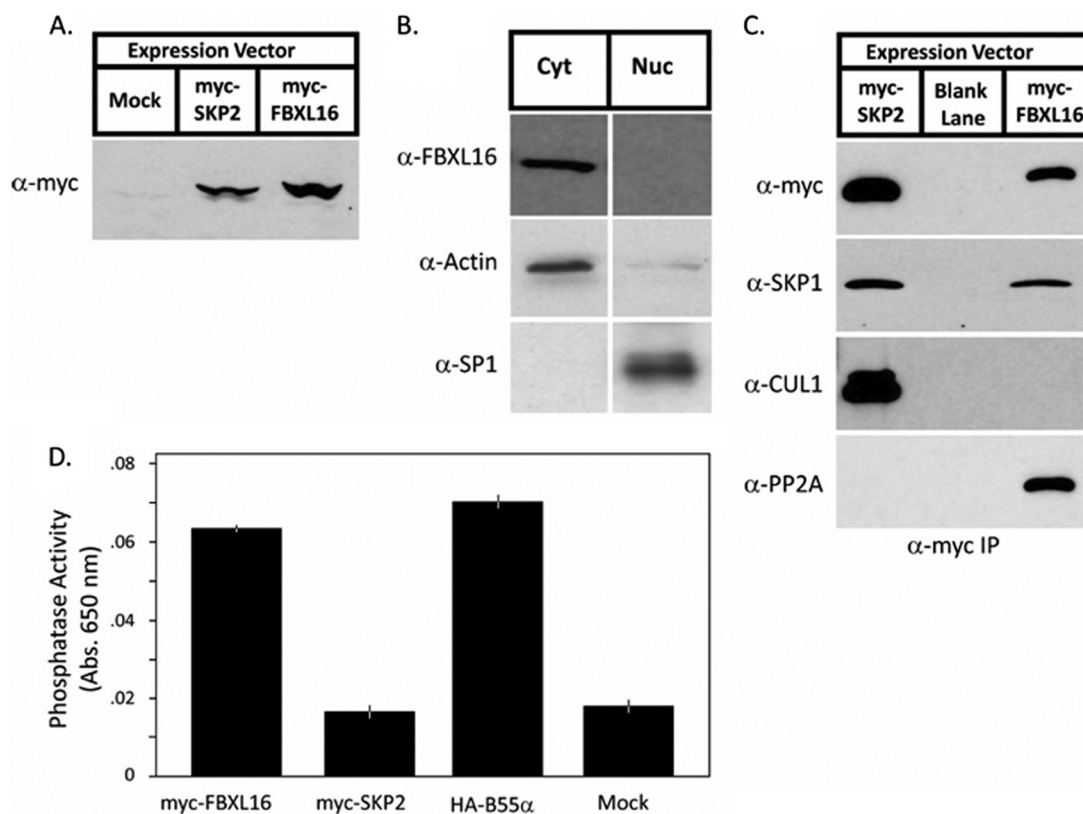 A.
Expression Vector
Mock
myc-
SKP2
myc-
FBXL16
α-myc
B.
Cyt
Nuc
α-FBXL16
α-Actin
α-SP1
C.
Expression Vector
myc-
SKP2
Blank
Lane
myc-
FBXL16
α-myc
α-SKP1
α-CUL1
α-PP2A
α-myc IP
D.
Phosphatase Activity
(Abs. 650 nm)
.08
.06
.04
.02
0
myc-FBXL16
myc-SKP2
HA-B55α
Mock